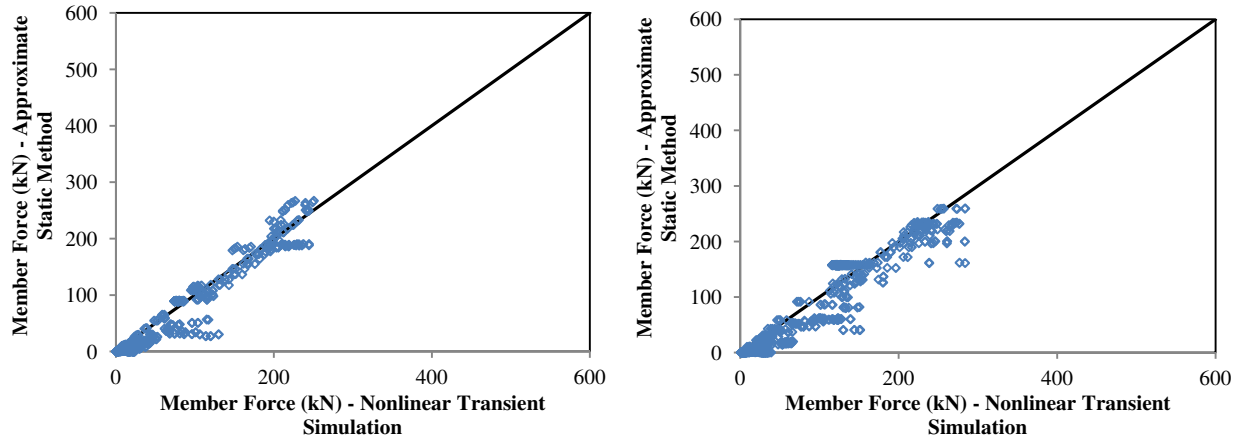 Member Force (kN) - Approximate
Static Method
600
500
400
300
200
100
0
0
200
400
600
Member Force (kN) - Nonlinear Transient
Simulation
Member Force (kN) - Approximate
Static Method
600
500
400
300
200
100
0
0
200
400
600
Member Force (kN) - Nonlinear Transient
Simulation